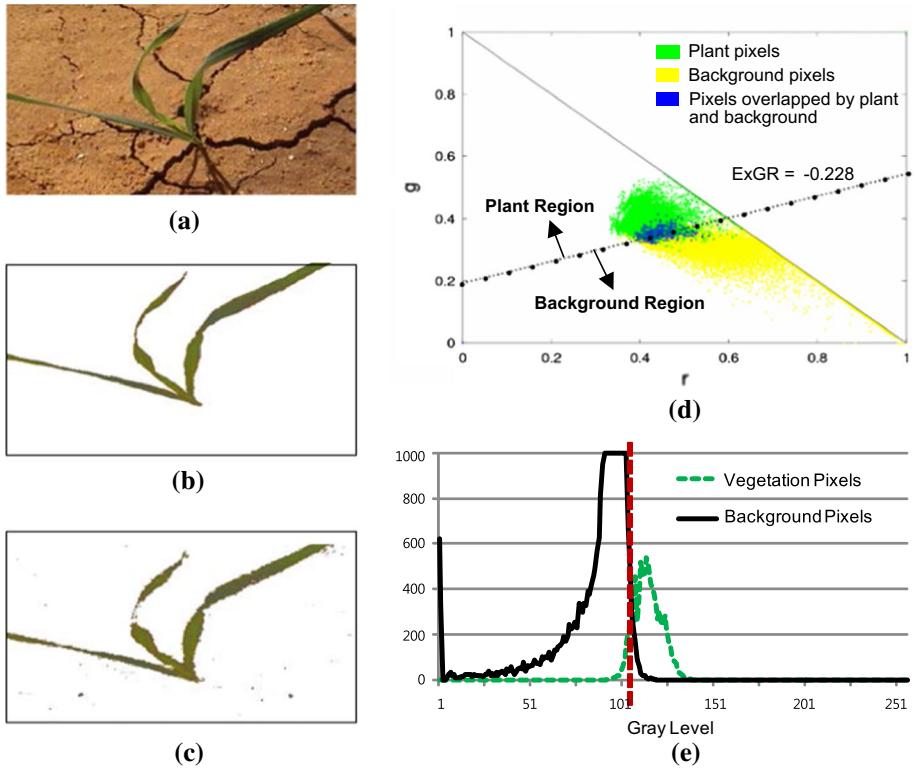 (a)
(b)
(c)
1
0.8
0.6
0.4
0.2
0
g
Plant pixels
Background pixels
Pixels overlapped by plant
and background
ExGR = -0.228
Plant Region
Background Region
0
0.2
0.4
0.6
0.8
1
r
(d)
1000
800
600
400
200
0
Vegetation Pixels
Background Pixels
1
51
101
151
201
251
Gray Level
(e)